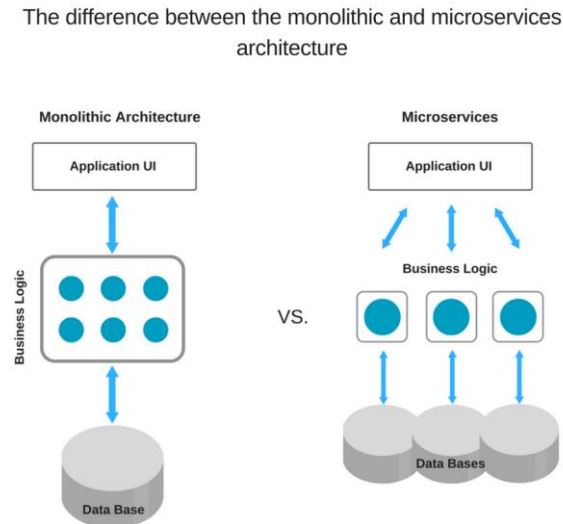 The difference between the monolithic and microservices
architecture
Monolithic Architecture
Application UI
Business Logic
Data Base
VS.
Microservices
Application UI
Business Logic
Data Bases